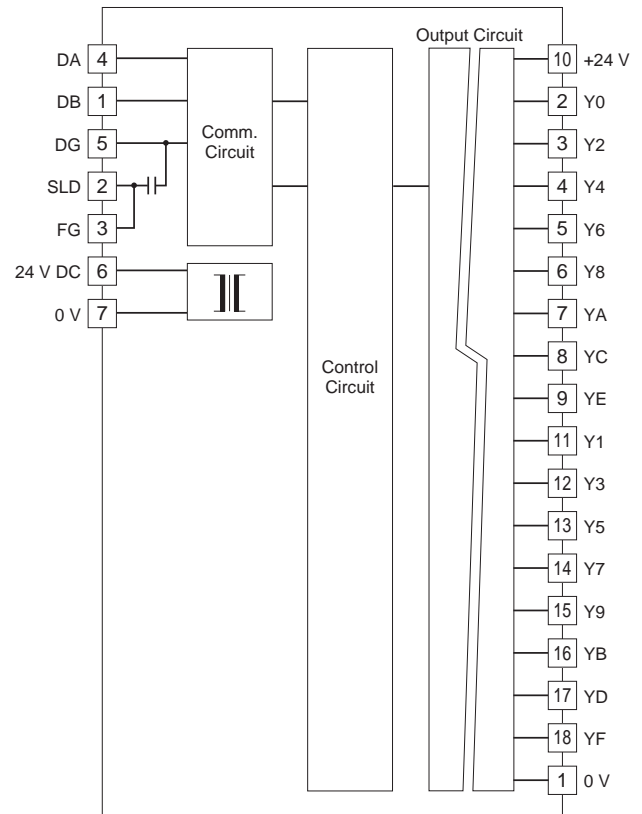 Output Circuit
DA 4
DB 1
DG 5
SLD 2
FG 3
24 V DC 6
0 V 7
Comm.
Circuit
Control
Circuit
10 +24 V
2 Y0
3 Y2
4 Y4
5 Y6
6 Y8
7 YA
8 YC
9 YE
11 Y1
12 Y3
13 Y5
14 Y7
15 Y9
16 YB
17 YD
18 YF
1 0 V